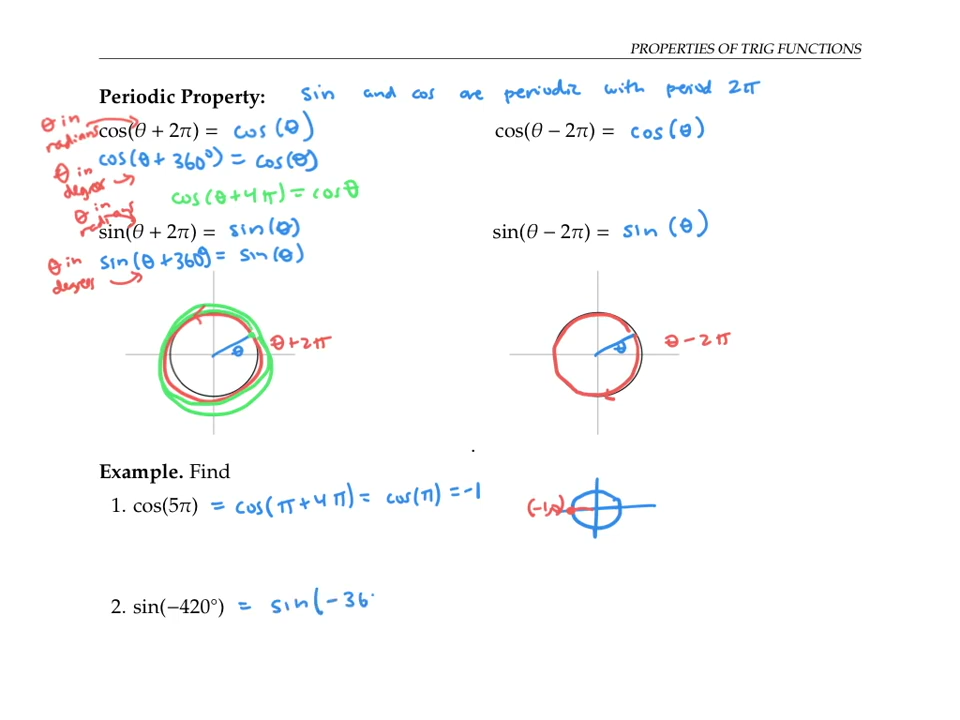 PROPERTIES OF TRIG FUNCTIONS
Periodic Property: sin and cos are periodic with period 2π
θ in radians
cos(θ + 2π) = cos(θ)
cos(θ − 2π) = cos(θ)
θ in degrees
cos(θ + 360°) = cos(θ)
cos(θ + 4π) = cosθ
θ in radians
sin(θ + 2π) = sin(θ)
sin(θ − 2π) = sin(θ)
θ in degrees
sin(θ + 360°) = sin(θ)
θ
θ + 2π
θ
θ − 2π
Example. Find
1. cos(5π) = cos(π + 4π) = cos(π) = −1
2. sin(−420°) = sin(−36